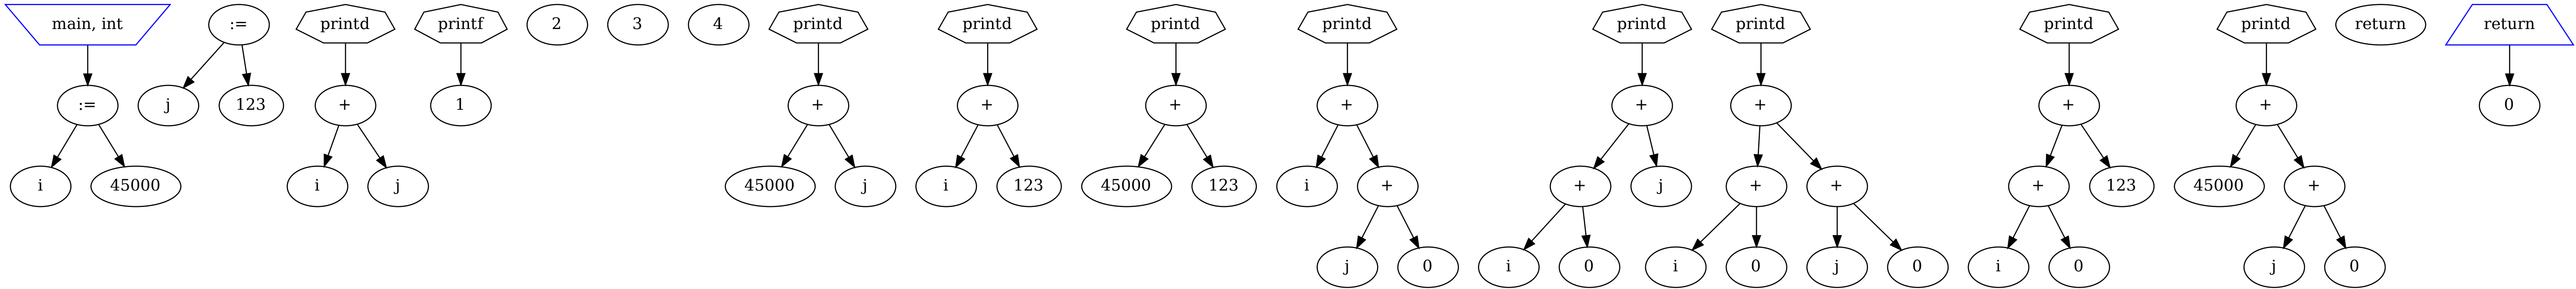 main, int := printd printf 2 3 4 printd printd printd printd printd printd printd printd return return
:= j 123 + 1 + + + + + + + + 0
i 45000 i j 45000 j i 123 45000 123 i + + j + + + 123 45000 +
j 0 i 0 i 0 j 0 i 0 j 0